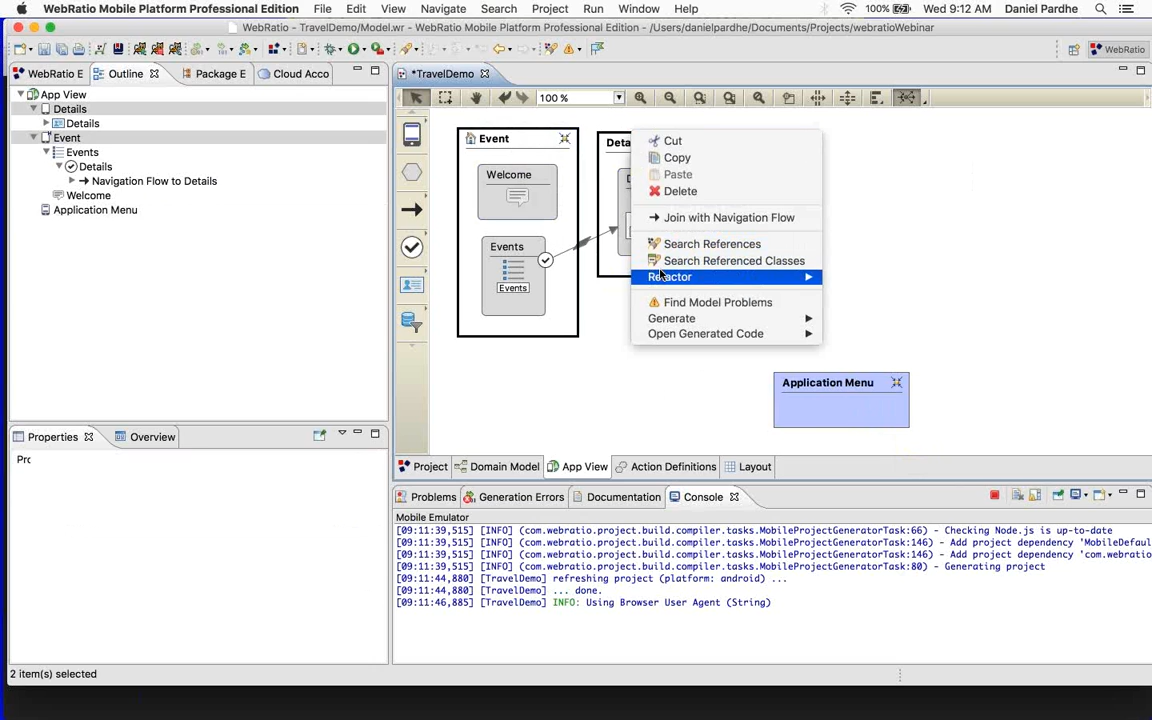 WebRatio Mobile Platform Professional Edition File Edit View Navigate Search Project Run Window Help 100% Wed 9:12 AM Daniel Pardhe
WebRatio - TravelDemo/Model.wr - WebRatio Mobile Platform Professional Edition - /Users/danielpardhe/Documents/Projects/webratioWebinar
WebRatio
WebRatio E Outline Package E Cloud Acco
*TravelDemo
100 %
App View
Details
Details
Event
Events
Details
Navigation Flow to Details
Welcome
Application Menu
Event
Welcome
Events
Events
Deta
Cut
Copy
Paste
Delete
Join with Navigation Flow
Search References
Search Referenced Classes
Refactor
Find Model Problems
Generate
Open Generated Code
Application Menu
Properties Overview
Project Domain Model App View Action Definitions Layout
Problems Generation Errors Documentation Console
Mobile Emulator
[09:11:39,515] [INFO] (com.webratio.project.build.compiler.tasks.MobileProjectGeneratorTask:66) - Checking Node.js is up-to-date
[09:11:39,515] [INFO] (com.webratio.project.build.compiler.tasks.MobileProjectGeneratorTask:146) - Add project dependency 'MobileDefaul
[09:11:39,515] [INFO] (com.webratio.project.build.compiler.tasks.MobileProjectGeneratorTask:146) - Add project dependency 'com.webratio
[09:11:39,515] [INFO] (com.webratio.project.build.compiler.tasks.MobileProjectGeneratorTask:80) - Generating project
[09:11:44,880] [TravelDemo] refreshing project (platform: android) ...
[09:11:44,880] [TravelDemo] ... done.
[09:11:46,885] [TravelDemo] INFO: Using Browser User Agent (String)
2 item(s) selected